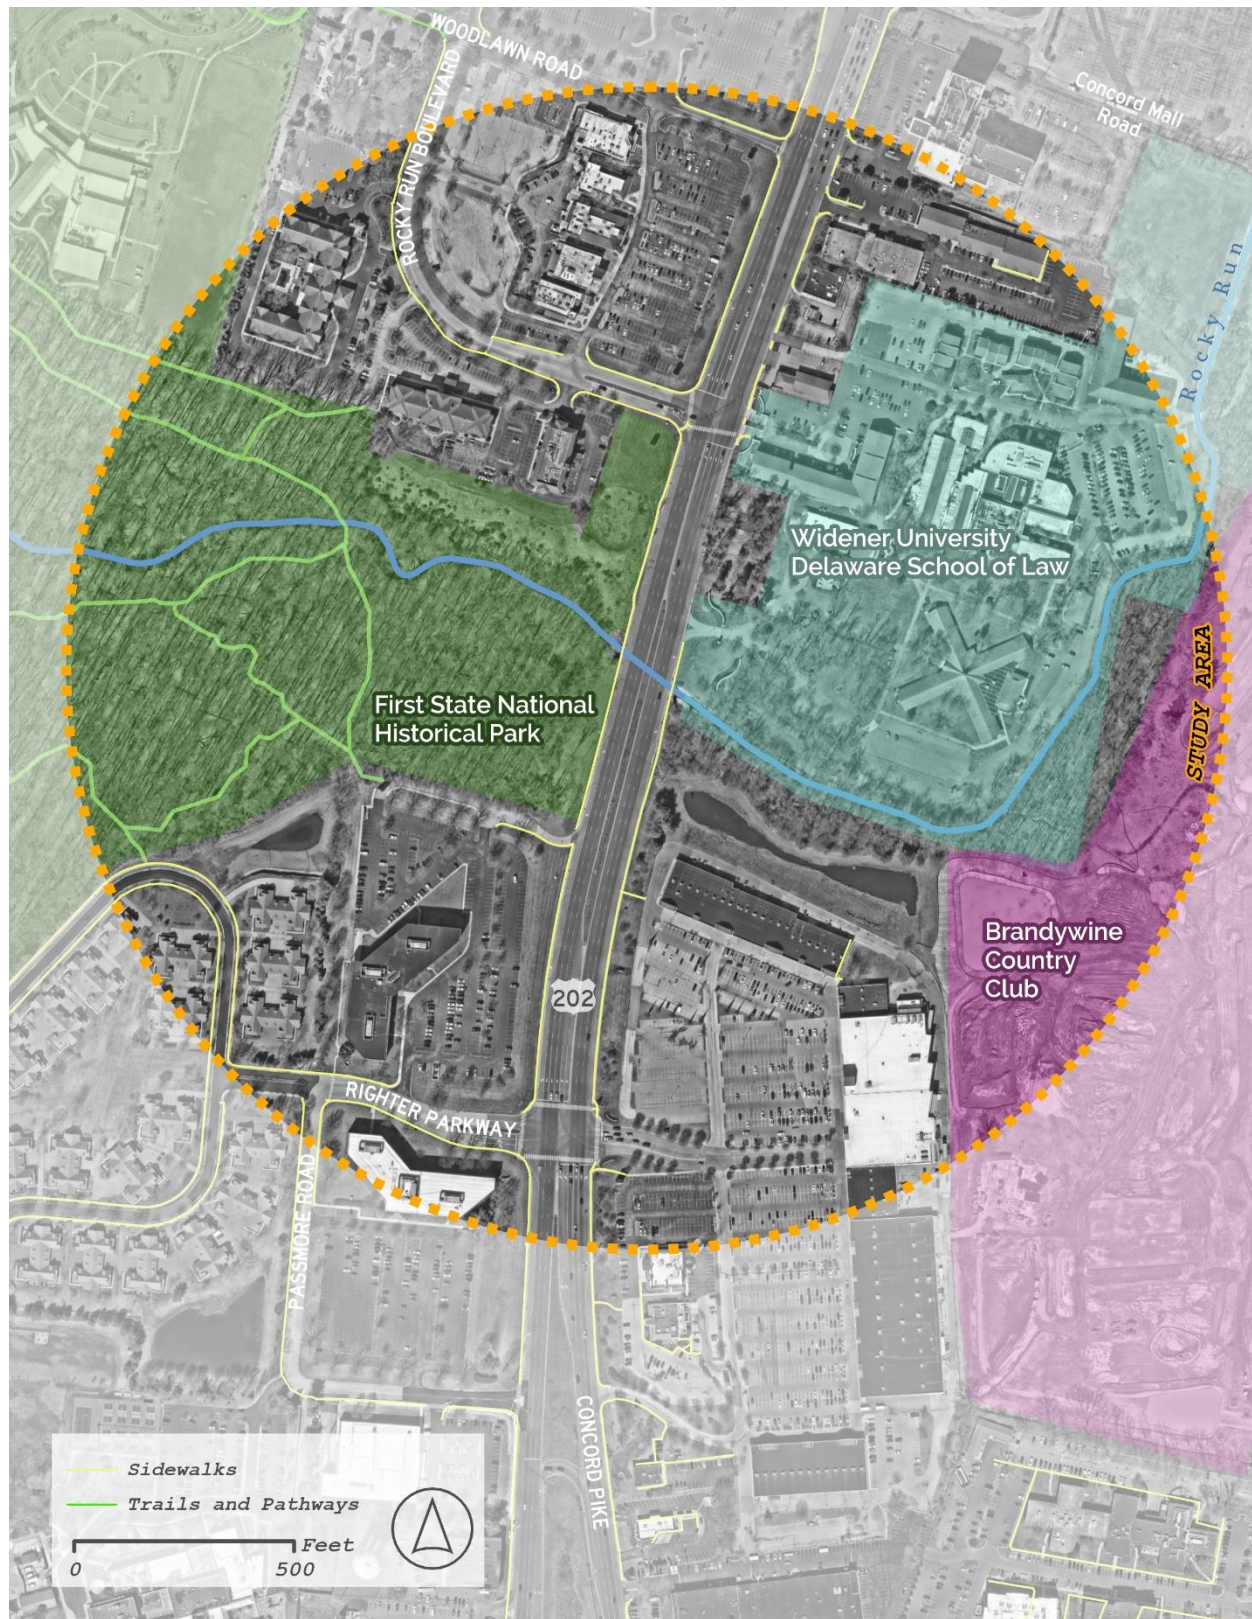 WOODLAWN ROAD
ROCKY RUN BOULEVARD
Concord Mall
Road
Rocky Run
Widener University
Delaware School of Law
STUDY AREA
First State National
Historical Park
Brandywine
Country
Club
202
RIGHTER PARKWAY
PASSMORE ROAD
CONCORD PIKE
Sidewalks
Trails and Pathways
Feet
0 500